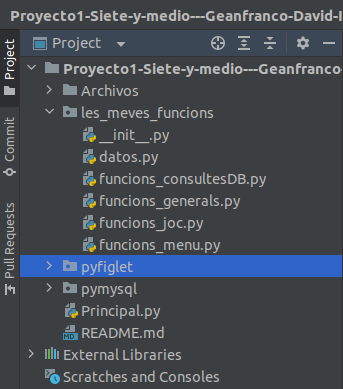 Proyecto1-Siete-y-medio---Geanfranco-David-
Project
Project
Commit
Pull Requests
Proyecto1-Siete-y-medio---Geanfranco-
Archivos
les_meves_funcions
__init__.py
datos.py
funcions_consultesDB.py
funcions_generals.py
funcions_joc.py
funcions_menu.py
pyfiglet
pymysql
Principal.py
MD
README.md
External Libraries
Scratches and Consoles